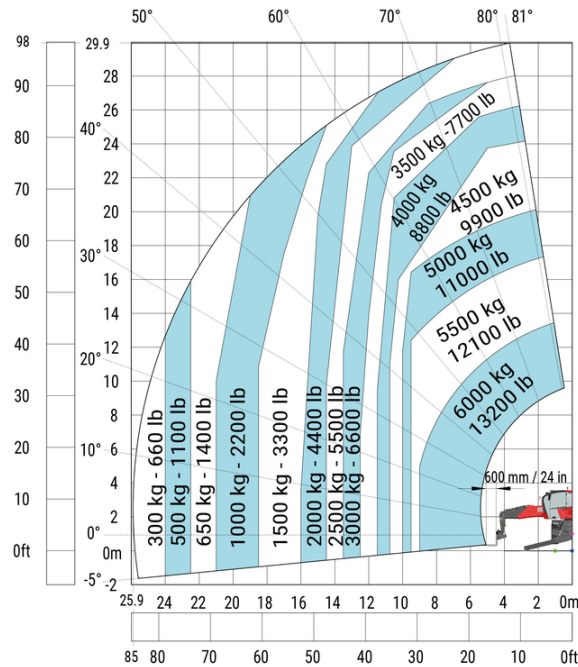 50° 60° 70° 80° 81°
98 29.9
90 28
26
80 40° 24
70 22
20
60 18
50 30° 16
14
40 20° 12
30 10
20 8
10° 6
10 4
2
0ft 0° 0m
-5° -2
3500 kg -7700 lb
4000 kg
8800 lb
4500 kg
9900 lb
5000 kg
11000 lb
5500 kg
12100 lb
6000 kg
13200 lb
300 kg - 660 lb
500 kg - 1100 lb
650 kg - 1400 lb
1000 kg - 2200 lb
1500 kg - 3300 lb
2000 kg - 4400 lb
2500 kg - 5500 lb
3000 kg - 6600 lb
600 mm / 24 in
25.9 24 22 20 18 16 14 12 10 8 6 4 2 0m
85 80 70 60 50 40 30 20 10 0ft